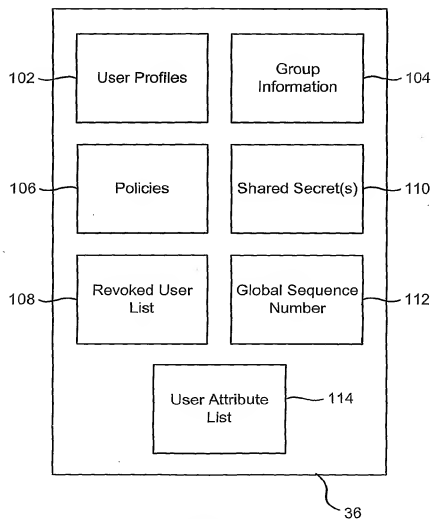 102
User Profiles
Group
Information
104
106
Policies
Shared Secret(s)
110
108
Revoked User
List
Global Sequence
Number
112
User Attribute
List
114
36